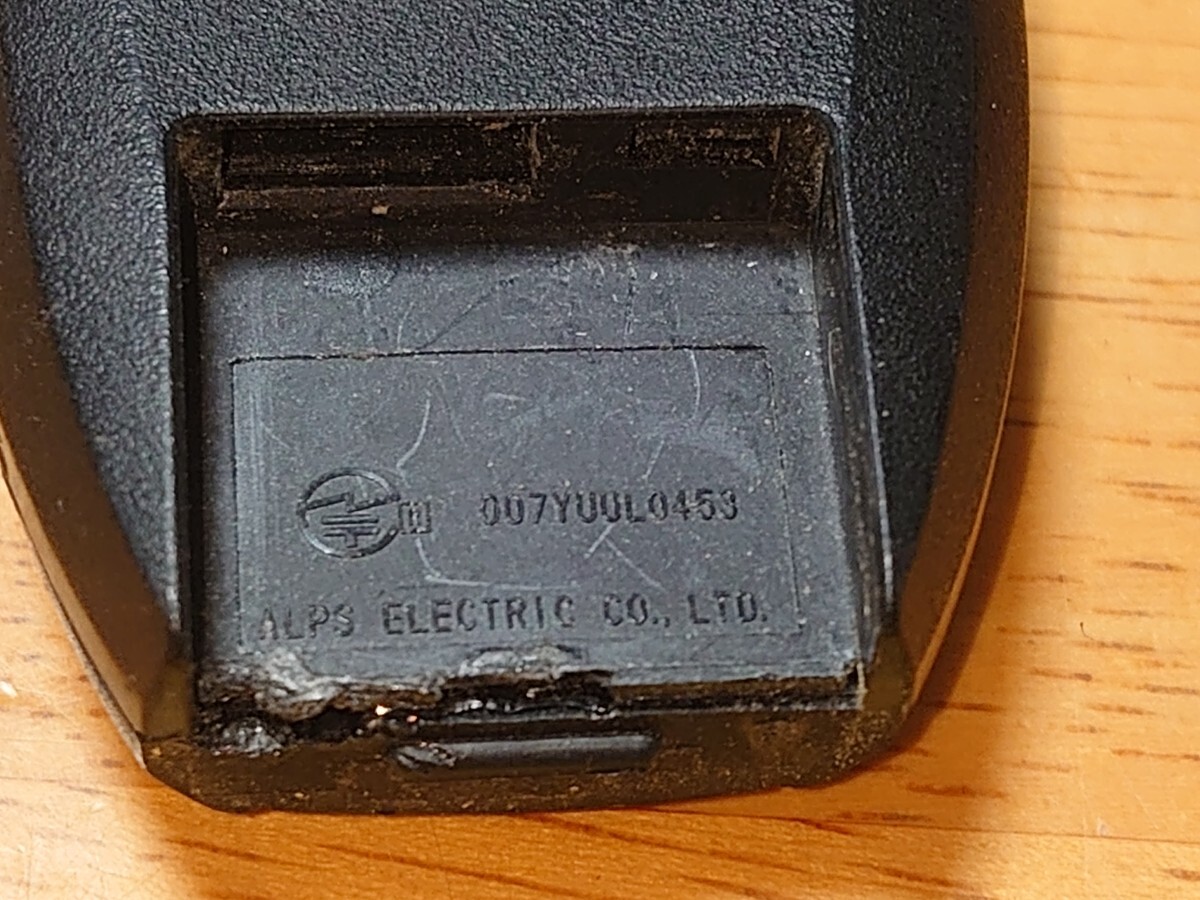 007YUUL0453
ALPS ELECTRIC CO., LTD.